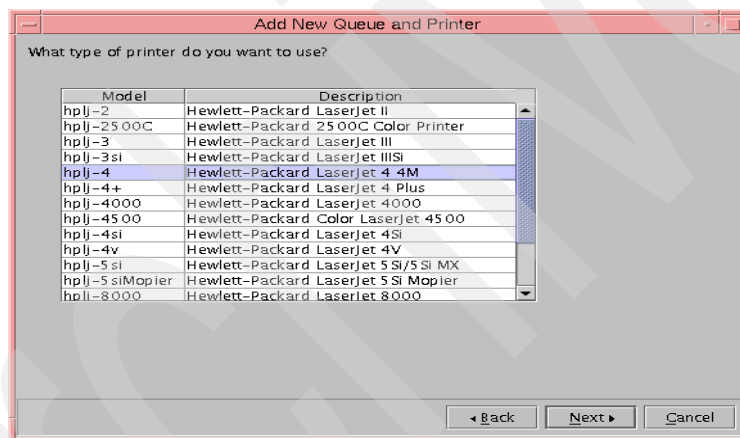 Add New Queue and Printer
What type of printer do you want to use?
Model Description
hplj-2 Hewlett-Packard LaserJet II
hplj-2500C Hewlett-Packard 2500C Color Printer
hplj-3 Hewlett-Packard LaserJet III
hplj-3si Hewlett-Packard LaserJet IIISi
hplj-4 Hewlett-Packard LaserJet 4 4M
hplj-4+ Hewlett-Packard LaserJet 4 Plus
hplj-4000 Hewlett-Packard LaserJet 4000
hplj-4500 Hewlett-Packard Color LaserJet 4500
hplj-4si Hewlett-Packard LaserJet 4Si
hplj-4v Hewlett-Packard LaserJet 4V
hplj-5si Hewlett-Packard LaserJet 5Si/5Si MX
hplj-5siMopier Hewlett-Packard LaserJet 5Si Mopier
hplj-8000 Hewlett-Packard LaserJet 8000
Back Next Cancel